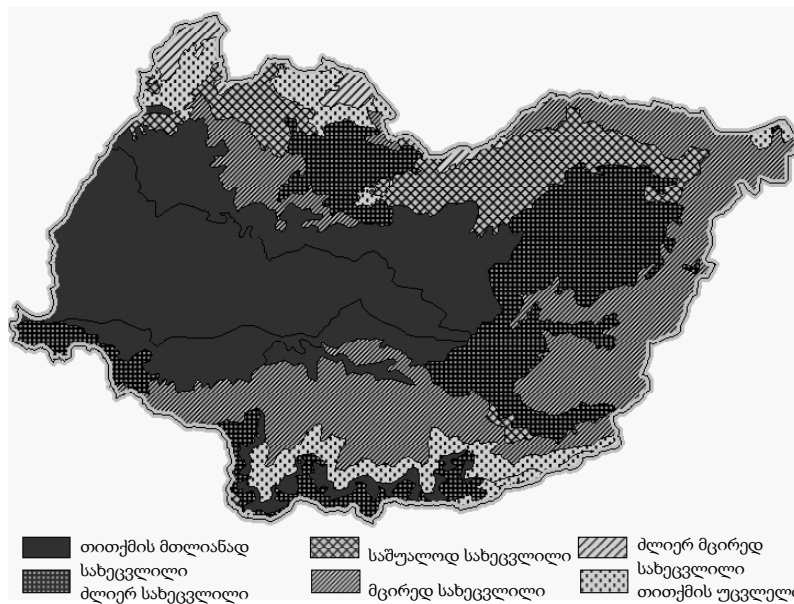 თითქმის მთლიანად
სახეცვლილი
ძლიერ სახეცვლილი
საშუალოდ სახეცვლილი
მცირედ სახეცვლილი
ძლიერ მცირედ
სახეცვლილი
თითქმის უცვლელი